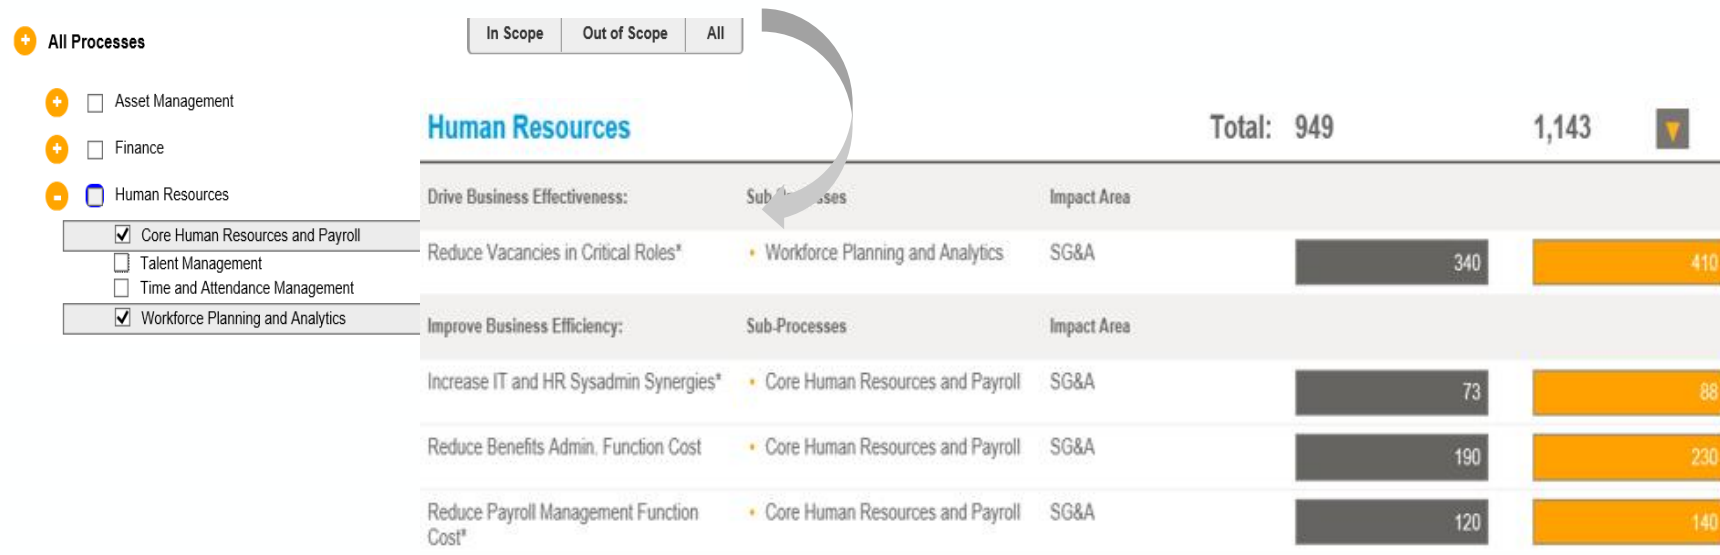 All Processes
In Scope Out of Scope All
Asset Management
Finance
Human Resources
Core Human Resources and Payroll
Talent Management
Time and Attendance Management
Workforce Planning and Analytics
Human Resources Total: 949 1,143
Drive Business Effectiveness: Impact Area
Reduce Vacancies in Critical Roles* • Workforce Planning and Analytics SG&A 340 410
Improve Business Efficiency: Sub-Processes Impact Area
Increase IT and HR Sysadmin Synergies* • Core Human Resources and Payroll SG&A 73 88
Reduce Benefits Admin. Function Cost • Core Human Resources and Payroll SG&A 190 230
Reduce Payroll Management Function • Core Human Resources and Payroll SG&A 120 140
Cost*